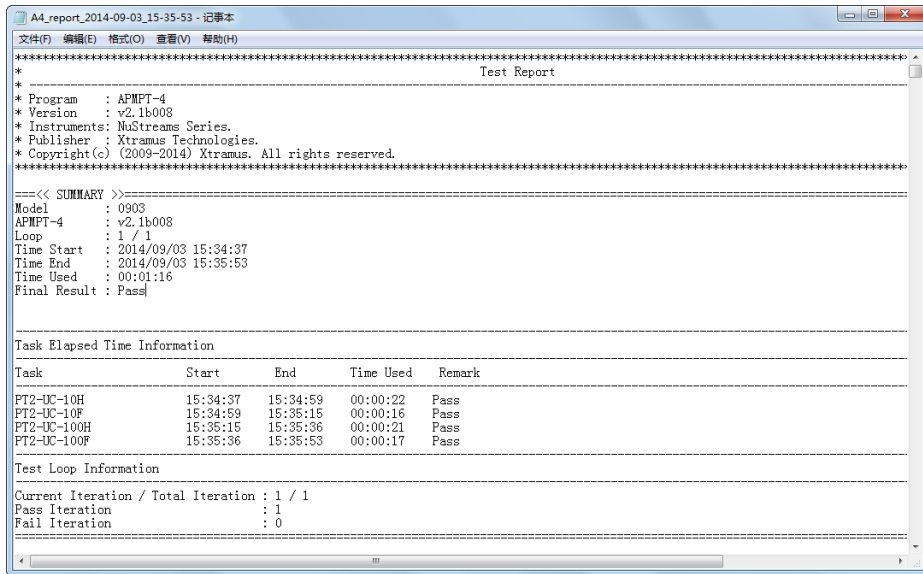 A4_report_2014-09-03_15-35-53 - 记事本
文件(F) 编辑(E) 格式(O) 查看(V) 帮助(H)
************************************************************************************************************************************
* Test Report
* ----------------------------------------------------------------------------------------------------------------------------------
* Program : APMPT-4
* Version : v2.1b008
* Instruments: NuStreams Series.
* Publisher : Xtramus Technologies.
* Copyright(c) (2009-2014) Xtramus. All rights reserved.
************************************************************************************************************************************
===<< SUMMARY >>====================================================================================================================
Model : 0903
APMPT-4 : v2.1b008
Loop : 1 / 1
Time Start : 2014/09/03 15:34:37
Time End : 2014/09/03 15:35:53
Time Used : 00:01:16
Final Result : Pass
------------------------------------------------------------------------------------------------------------------------------------
Task Elapsed Time Information
------------------------------------------------------------------------------------------------------------------------------------
Task Start End Time Used Remark
------------------------------------------------------------------------------------------------------------------------------------
PT2-UC-10H 15:34:37 15:34:59 00:00:22 Pass
PT2-UC-10F 15:34:59 15:35:15 00:00:16 Pass
PT2-UC-100H 15:35:15 15:35:36 00:00:21 Pass
PT2-UC-100F 15:35:36 15:35:53 00:00:17 Pass
------------------------------------------------------------------------------------------------------------------------------------
Test Loop Information
------------------------------------------------------------------------------------------------------------------------------------
Current Iteration / Total Iteration : 1 / 1
Pass Iteration : 1
Fail Iteration : 0
====================================================================================================================================